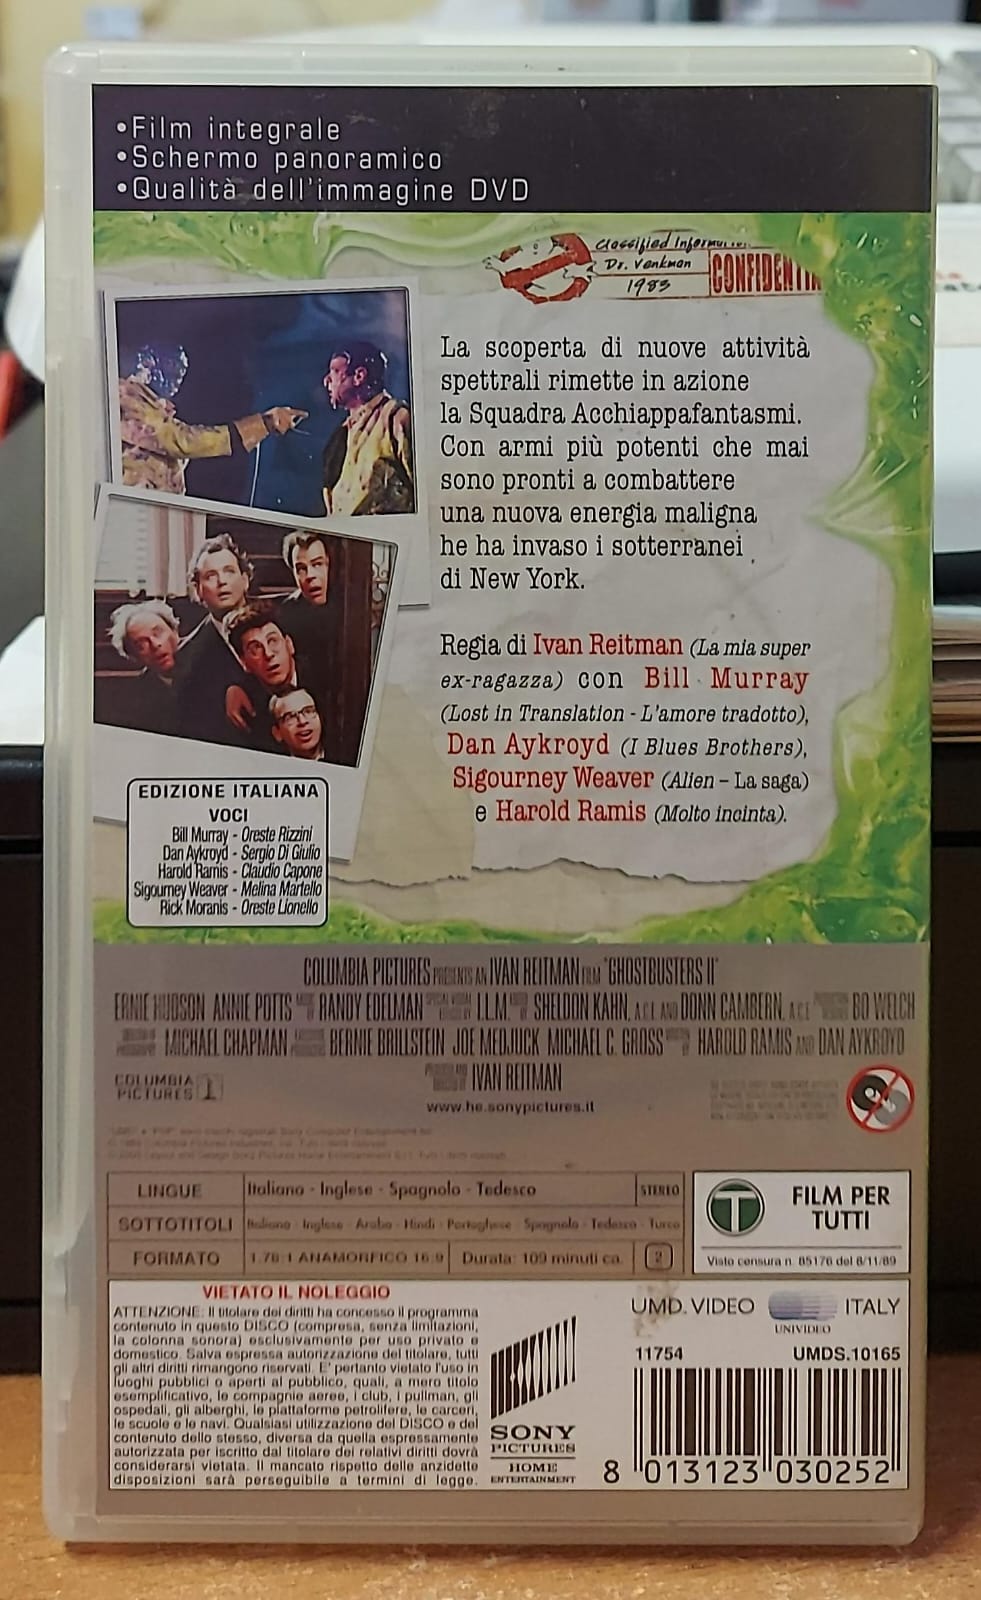 •Film integrale
•Schermo panoramico
•Qualità dell'immagine DVD
Classified
Dr. Venkman
1983
La scoperta di nuove attività
spettrali rimette in azione
la Squadra Acchiappafantasmi.
Con armi più potenti che mai
sono pronti a combattere
una nuova energia maligna
he ha invaso i sotterranei
di New York.
Regia di Ivan Reitman (La mia super
ex-ragazza) con Bill Murray
(Lost in Translation - L'amore tradotto),
Dan Aykroyd (I Blues Brothers),
Sigourney Weaver (Alien – La saga)
e Harold Ramis (Molto incinta).
EDIZIONE ITALIANA
VOCI
Bill Murray - Oreste Rizzini
Dan Aykroyd - Sergio Di Giulio
Harold Ramis - Claudio Capone
Sigourney Weaver - Melina Martello
Rick Moranis - Oreste Lionello
COLUMBIA PICTURES PRESENTS AN IVAN REITMAN FILM "GHOSTBUSTERS II"
ERNIE HUDSON ANNIE POTTS RANDY EDELMAN I.L.M. SHELDON KAHN, A.C.E. AND DONN CAMBERN, A.C.E. BO WELCH
MICHAEL CHAPMAN BERNIE BRILLSTEIN JOE MEDJUCK MICHAEL C. GROSS HAROLD RAMIS AND DAN AYKROYD
IVAN REITMAN
COLUMBIA
PICTURES
www.he.sonypictures.it
LINGUE Italiano - Inglese - Spagnolo - Tedesco STEREO
SOTTOTITOLI Italiano - Inglese - Arabo - Hindi - Portoghese - Spagnolo - Tedesco - Turco
FORMATO 1.78:1 ANAMORFICO 16:9 Durata: 109 minuti ca. 2
T FILM PER
TUTTI
Visto censura n. 85176 del 8/11/89
VIETATO IL NOLEGGIO
ATTENZIONE: Il titolare dei diritti ha concesso il programma
contenuto in questo DISCO (compresa, senza limitazioni,
la colonna sonora) esclusivamente per uso privato e
domestico. Salva espressa autorizzazione del titolare, tutti
gli altri diritti rimangono riservati. E' pertanto vietato l'uso in
luoghi pubblici o aperti al pubblico, quali, a mero titolo
esemplificativo, le compagnie aeree, i club, i pullman, gli
ospedali, gli alberghi, le piattaforme petrolifere, le carceri,
le scuole e le navi. Qualsiasi utilizzazione del DISCO e del
contenuto dello stesso, diversa da quella espressamente
autorizzata per iscritto dal titolare dei relativi diritti dovrà
considerarsi vietata. Il mancato rispetto delle anzidette
disposizioni sarà perseguibile a termini di legge.
SONY
PICTURES
HOME
ENTERTAINMENT
UMD.VIDEO ITALY
UNIVIDEO
11754 UMDS.10165
8 013123 030252